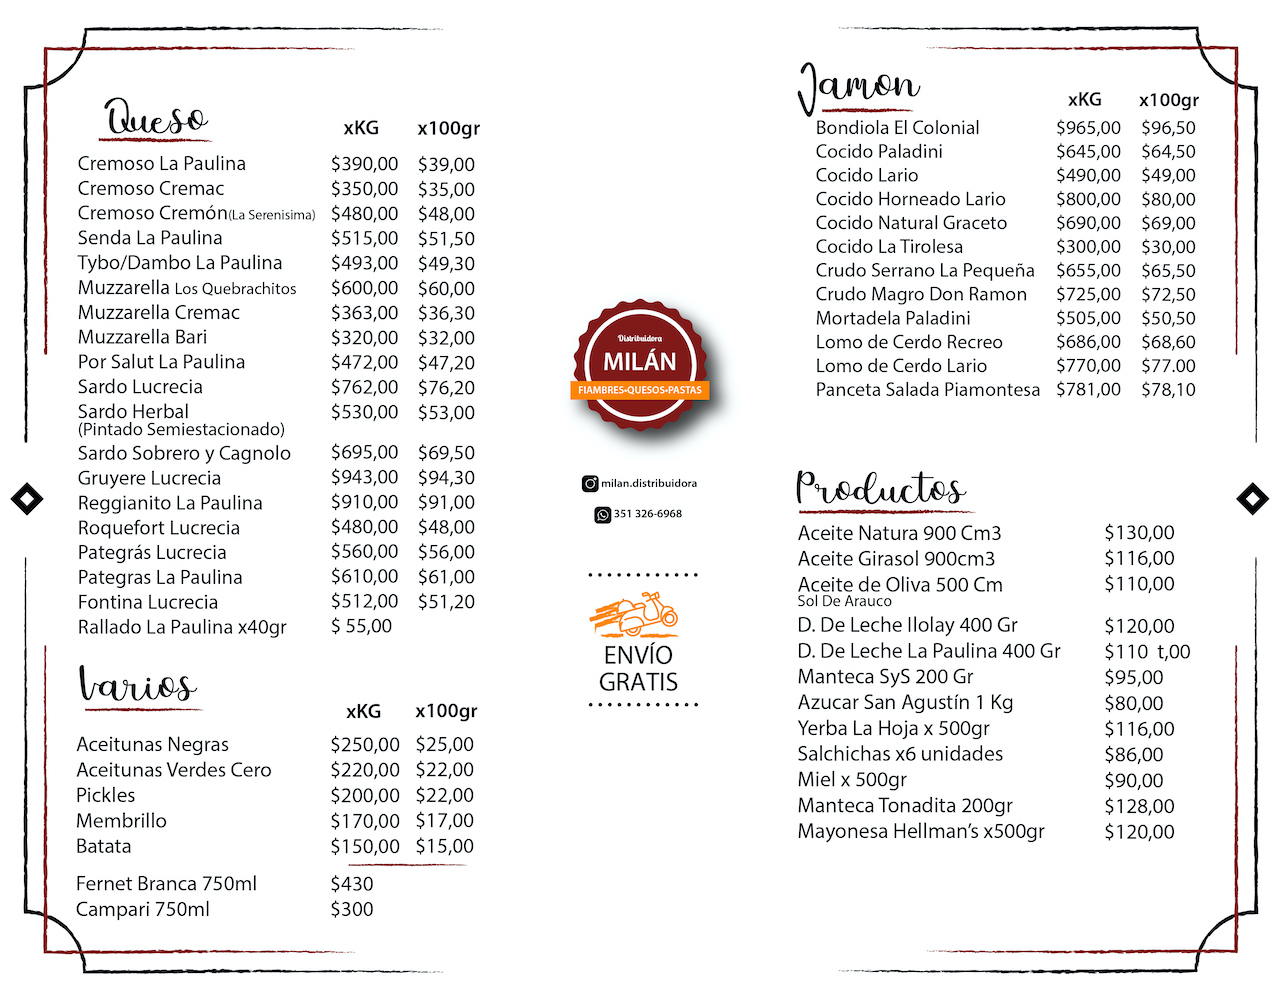 Queso
xKG x100gr
Cremoso La Paulina $390,00 $39,00
Cremoso Cremac $350,00 $35,00
Cremoso Cremón(La Serenisima) $480,00 $48,00
Senda La Paulina $515,00 $51,50
Tybo/Dambo La Paulina $493,00 $49,30
Muzzarella Los Quebrachitos $600,00 $60,00
Muzzarella Cremac $363,00 $36,30
Muzzarella Bari $320,00 $32,00
Por Salut La Paulina $472,00 $47,20
Sardo Lucrecia $762,00 $76,20
Sardo Herbal $530,00 $53,00
(Pintado Semiestacionado)
Sardo Sobrero y Cagnolo $695,00 $69,50
Gruyere Lucrecia $943,00 $94,30
Reggianito La Paulina $910,00 $91,00
Roquefort Lucrecia $480,00 $48,00
Pategrás Lucrecia $560,00 $56,00
Pategras La Paulina $610,00 $61,00
Fontina Lucrecia $512,00 $51,20
Rallado La Paulina x40gr $ 55,00
Varios
xKG x100gr
Aceitunas Negras $250,00 $25,00
Aceitunas Verdes Cero $220,00 $22,00
Pickles $200,00 $22,00
Membrillo $170,00 $17,00
Batata $150,00 $15,00
Fernet Branca 750ml $430
Campari 750ml $300
Distribuidora
MILÁN
FIAMBRES•QUESOS•PASTAS
milan.distribuidora
351 326-6968
ENVÍO
GRATIS
Jamon
xKG x100gr
Bondiola El Colonial $965,00 $96,50
Cocido Paladini $645,00 $64,50
Cocido Lario $490,00 $49,00
Cocido Horneado Lario $800,00 $80,00
Cocido Natural Graceto $690,00 $69,00
Cocido La Tirolesa $300,00 $30,00
Crudo Serrano La Pequeña $655,00 $65,50
Crudo Magro Don Ramon $725,00 $72,50
Mortadela Paladini $505,00 $50,50
Lomo de Cerdo Recreo $686,00 $68,60
Lomo de Cerdo Lario $770,00 $77.00
Panceta Salada Piamontesa $781,00 $78,10
Productos
Aceite Natura 900 Cm3 $130,00
Aceite Girasol 900cm3 $116,00
Aceite de Oliva 500 Cm $110,00
Sol De Arauco
D. De Leche Ilolay 400 Gr $120,00
D. De Leche La Paulina 400 Gr $110 t,00
Manteca SyS 200 Gr $95,00
Azucar San Agustín 1 Kg $80,00
Yerba La Hoja x 500gr $116,00
Salchichas x6 unidades $86,00
Miel x 500gr $90,00
Manteca Tonadita 200gr $128,00
Mayonesa Hellman's x500gr $120,00